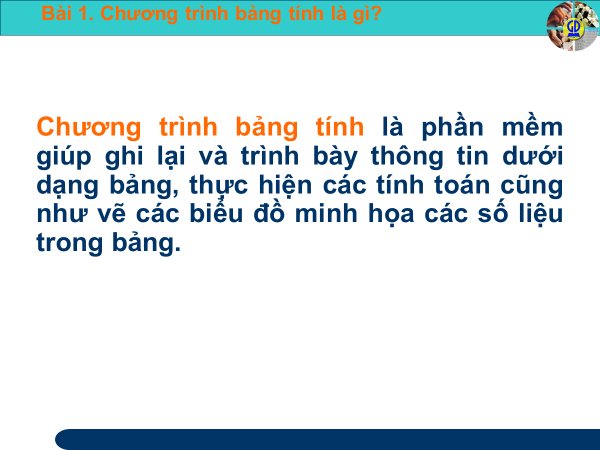 Bài 1. Chương trình bảng tính là gì?
Chương trình bảng tính là phần mềm
giúp ghi lại và trình bày thông tin dưới
dạng bảng, thực hiện các tính toán cũng
như vẽ các biểu đồ minh họa các số liệu
trong bảng.